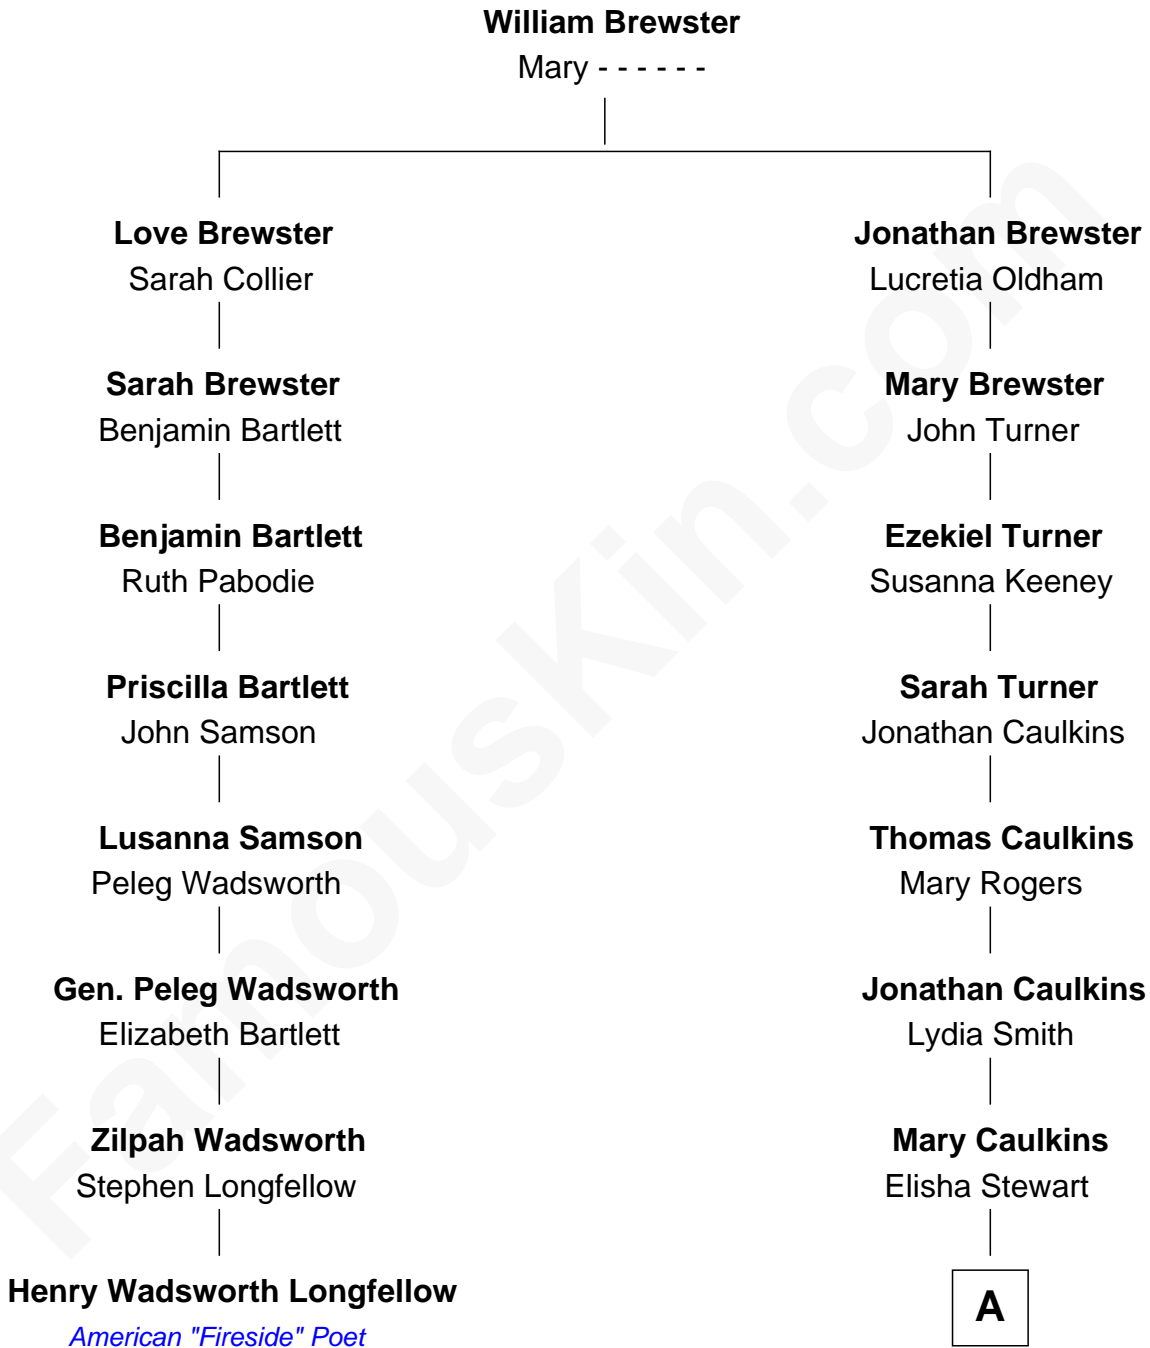 William Brewster
Mary - - - - - -
Love Brewster
Sarah Collier
Jonathan Brewster
Lucretia Oldham
Sarah Brewster
Benjamin Bartlett
Mary Brewster
John Turner
Benjamin Bartlett
Ruth Pabodie
Ezekiel Turner
Susanna Keeney
Priscilla Bartlett
John Samson
Sarah Turner
Jonathan Caulkins
Lusanna Samson
Peleg Wadsworth
Thomas Caulkins
Mary Rogers
Gen. Peleg Wadsworth
Elizabeth Bartlett
Jonathan Caulkins
Lydia Smith
Zilpah Wadsworth
Stephen Longfellow
Mary Caulkins
Elisha Stewart
Henry Wadsworth Longfellow
American "Fireside" Poet
A
FamousKin.com